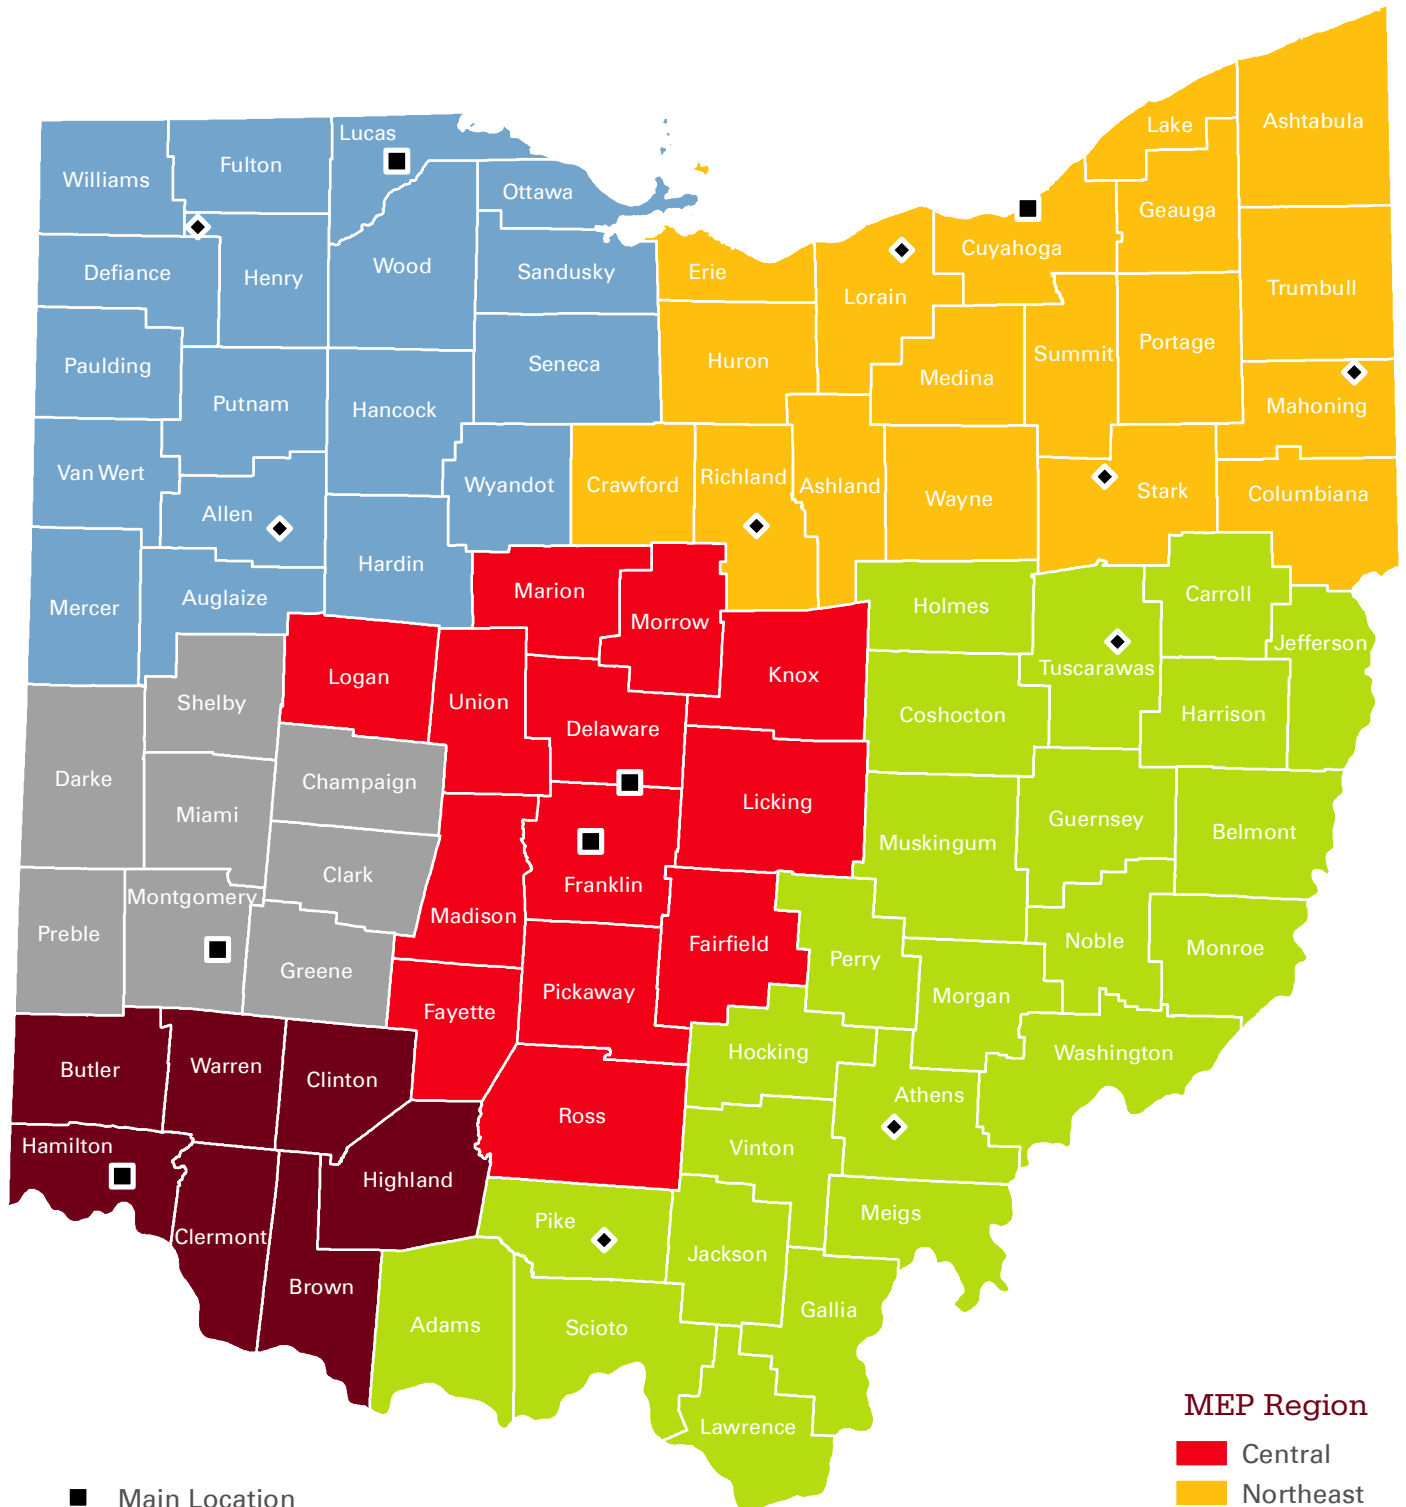 Lake
Ashtabula
Lucas
Fulton
Williams
Ottawa
Geauga
Cuyahoga
Defiance
Henry
Wood
Sandusky
Erie
Lorain
Trumbull
Paulding
Seneca
Huron
Medina
Summit
Portage
Putnam
Hancock
Mahoning
Van Wert
Wyandot
Crawford
Richland
Ashland
Wayne
Stark
Columbiana
Allen
Hardin
Marion
Holmes
Carroll
Mercer
Auglaize
Morrow
Jefferson
Logan
Knox
Tuscarawas
Shelby
Union
Delaware
Coshocton
Harrison
Darke
Champaign
Miami
Licking
Guernsey
Belmont
Muskingum
Clark
Franklin
Montgomery
Madison
Preble
Fairfield
Noble
Monroe
Greene
Perry
Pickaway
Morgan
Fayette
Butler
Warren
Clinton
Hocking
Washington
Athens
Ross
Hamilton
Vinton
Highland
Clermont
Pike
Meigs
Jackson
Brown
Gallia
Adams
Scioto
Lawrence
MEP Region
Central
Northeast
Main Location